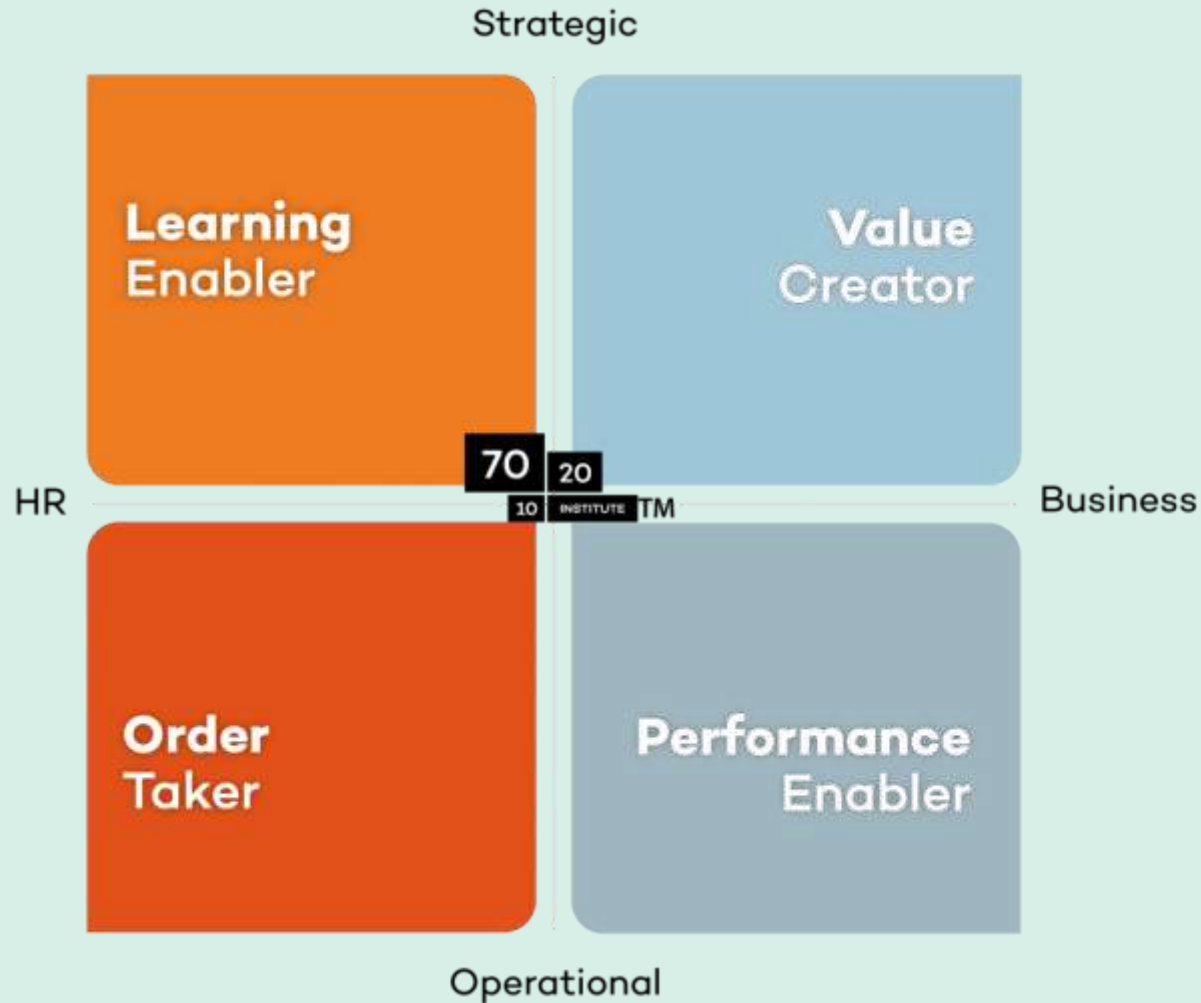 Strategic
Learning
Enabler
Value
Creator
70
20
HR
10
INSTITUTE
TM
Business
Order
Taker
Performance
Enabler
Operational